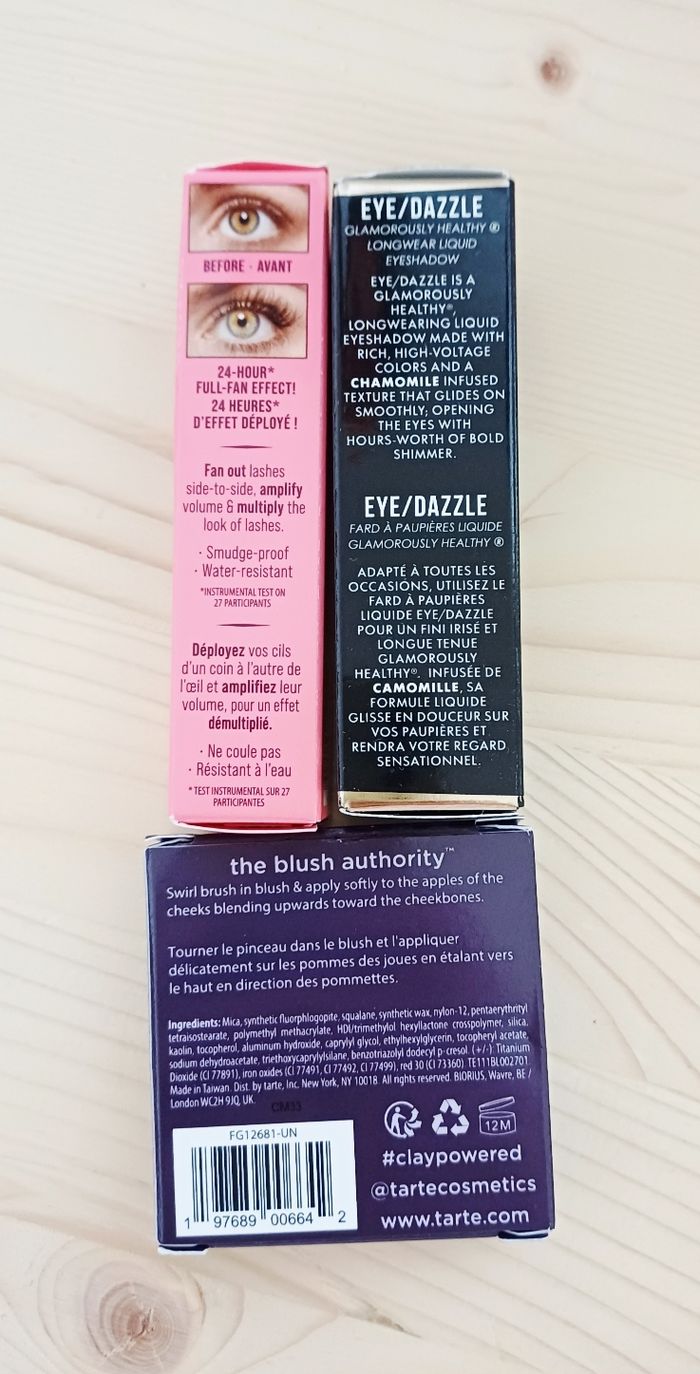 BEFORE - AVANT
24-HOUR*
FULL-FAN EFFECT!
24 HEURES*
D'EFFET DÉPLOYÉ !
Fan out lashes
side-to-side, amplify
volume & multiply the
look of lashes.
· Smudge-proof
· Water-resistant
*INSTRUMENTAL TEST ON
27 PARTICIPANTS
Déployez vos cils
d'un coin à l'autre de
l'œil et amplifiez leur
volume, pour un effet
démultiplié.
· Ne coule pas
· Résistant à l'eau
* TEST INSTRUMENTAL SUR 27
PARTICIPANTES
EYE/DAZZLE
GLAMOROUSLY HEALTHY ®
LONGWEAR LIQUID
EYESHADOW
EYE/DAZZLE IS A
GLAMOROUSLY
HEALTHY®,
LONGWEARING LIQUID
EYESHADOW MADE WITH
RICH, HIGH-VOLTAGE
COLORS AND A
CHAMOMILE INFUSED
TEXTURE THAT GLIDES ON
SMOOTHLY; OPENING
THE EYES WITH
HOURS-WORTH OF BOLD
SHIMMER.
EYE/DAZZLE
FARD À PAUPIÈRES LIQUIDE
GLAMOROUSLY HEALTHY ®
ADAPTÉ À TOUTES LES
OCCASIONS, UTILISEZ LE
FARD À PAUPIÈRES
LIQUIDE EYE/DAZZLE
POUR UN FINI IRISÉ ET
LONGUE TENUE
GLAMOROUSLY
HEALTHY®. INFUSÉE DE
CAMOMILLE, SA
FORMULE LIQUIDE
GLISSE EN DOUCEUR SUR
VOS PAUPIÈRES ET
RENDRA VOTRE REGARD
SENSATIONNEL.
the blush authority™
Swirl brush in blush & apply softly to the apples of the
cheeks blending upwards toward the cheekbones.
Tourner le pinceau dans le blush et l'appliquer
délicatement sur les pommes des joues en étalant vers
le haut en direction des pommettes.
Ingredients: Mica, synthetic fluorphlogopite, squalane, synthetic wax, nylon-12, pentaerythrityl
tetraisostearate, polymethyl methacrylate, HDI/trimethylol hexyllactone crosspolymer, silica,
kaolin, tocopherol, aluminum hydroxide, caprylyl glycol, ethylhexylglycerin, tocopheryl acetate,
sodium dehydroacetate, triethoxycaprylylsilane, benzotriazolyl dodecyl p-cresol. (+/-): Titanium
Dioxide (CI 77891), iron oxides (CI 77491, CI 77492, CI 77499), red 30 (CI 73360). TE111BL002701
Made in Taiwan. Dist. by tarte, Inc. New York, NY 10018. All rights reserved. BIORIUS, Wavre, BE /
London WC2H 9JQ, UK.
CM33
FG12681-UN
1 97689 00664 2
12M
#claypowered
@tartecosmetics
www.tarte.com